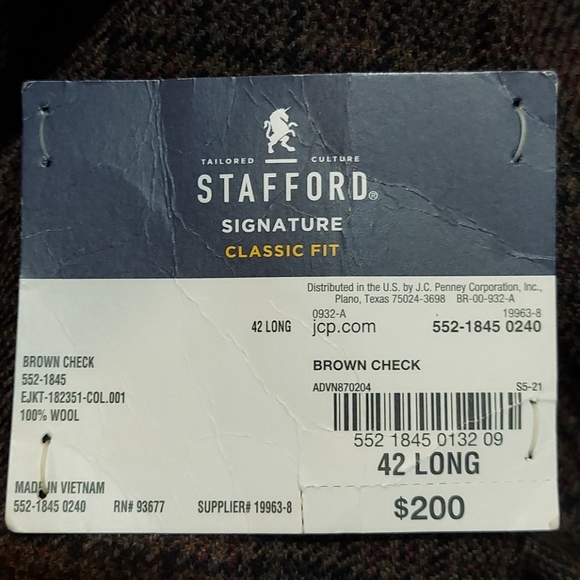 TAILORED CULTURE
STAFFORD®
SIGNATURE
CLASSIC FIT
Distributed in the U.S. by J.C. Penney Corporation, Inc.,
Plano, Texas 75024-3698 BR-00-932-A
0932-A 19963-8
42 LONG jcp.com 552-1845 0240
BROWN CHECK
552-1845
EJKT-182351-COL.001
100% WOOL
BROWN CHECK
ADVN870204 S5-21
552 1845 0132 09
42 LONG
$200
MADE IN VIETNAM
552-1845 0240 RN# 93677 SUPPLIER# 19963-8